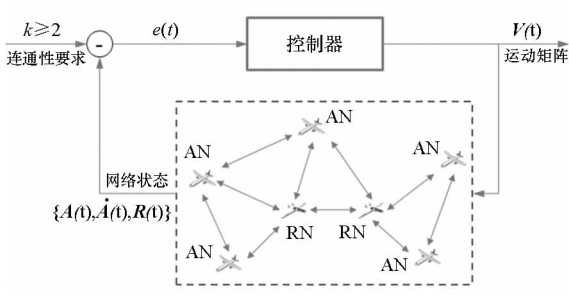 k≥2
连通性要求
-
e(t)
控制器
V(t)
运动矩阵
网络状态
{A(t),Ȧ(t),R(t)}
AN
AN
AN
RN
RN
AN
AN